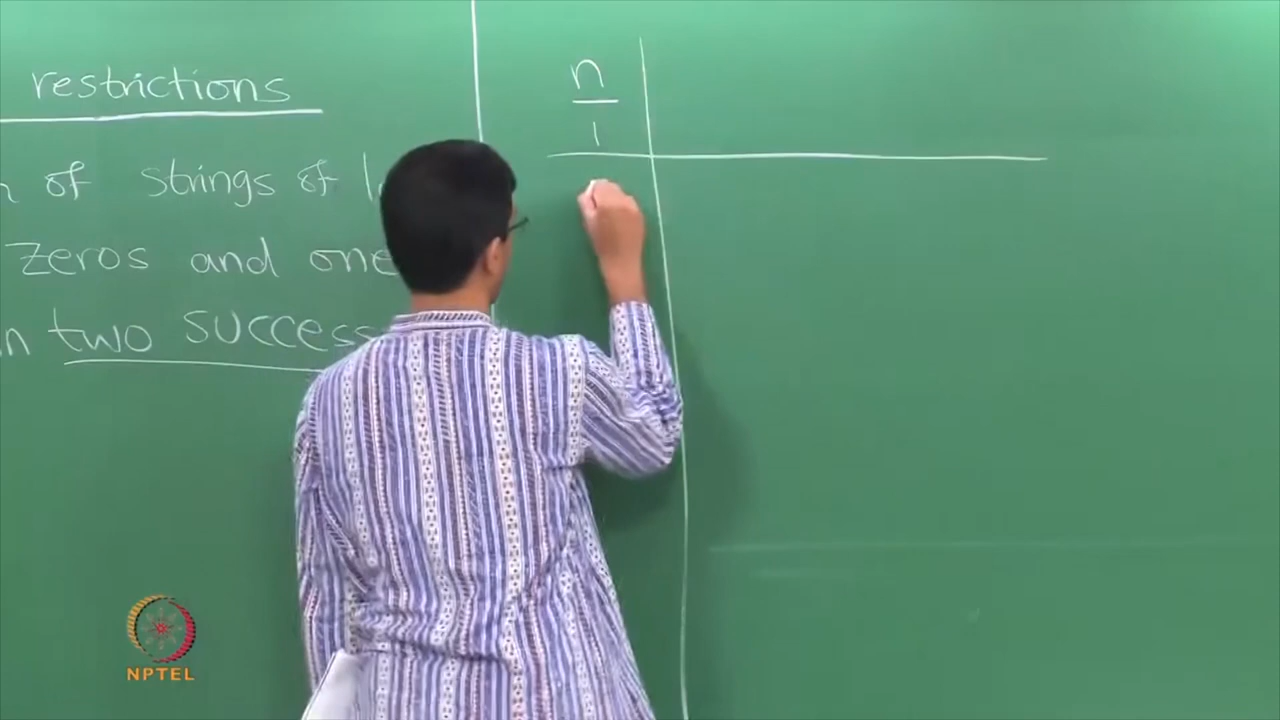 restrictions
of strings of
zeros and one
two success
n
1
NPTEL